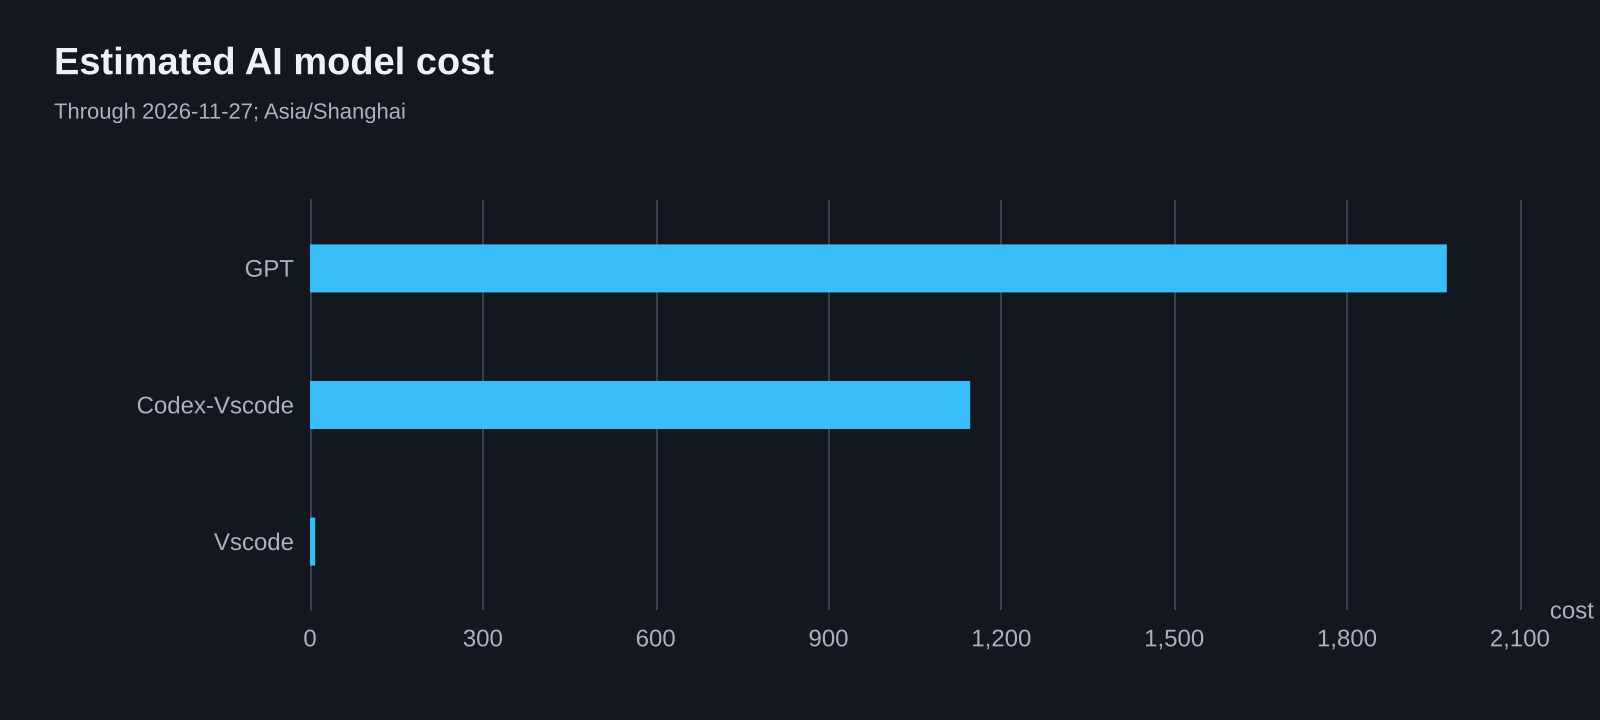 Estimated AI model cost
Through 2026-11-27; Asia/Shanghai
GPT
Codex-Vscode
Vscode
cost
0 300 600 900 1,200 1,500 1,800 2,100